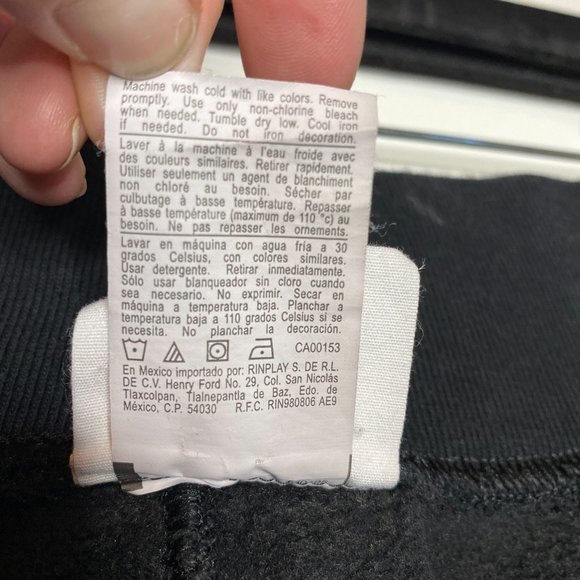 Machine wash cold with like colors. Remove
promptly. Use only non-chlorine bleach
when needed. Tumble dry low. Cool iron
if needed. Do not iron decoration.
Laver à la machine à l'eau froide avec
des couleurs similaires. Retirer rapidement.
Utiliser seulement un agent de blanchiment
non chloré au besoin. Sécher par
culbutage à basse température. Repasser
à basse température (maximum de 110 °c) au
besoin. Ne pas repasser les ornements.
Lavar en máquina con agua fría a 30
grados Celsius, con colores similares.
Usar detergente. Retirar inmediatamente.
Sólo usar blanqueador sin cloro cuando
sea necesario. No exprimir. Secar en
máquina a temperatura baja. Planchar a
temperatura baja a 110 grados Celsius si se
necesita. No planchar la decoración.
CA00153
En Mexico importado por: RINPLAY S. DE R.L.
DE C.V. Henry Ford No. 29, Col. San Nicolás
Tlaxcolpan, Tlalnepantla de Baz, Edo. de
México, C.P. 54030 R.F.C. RIN980806 AE9